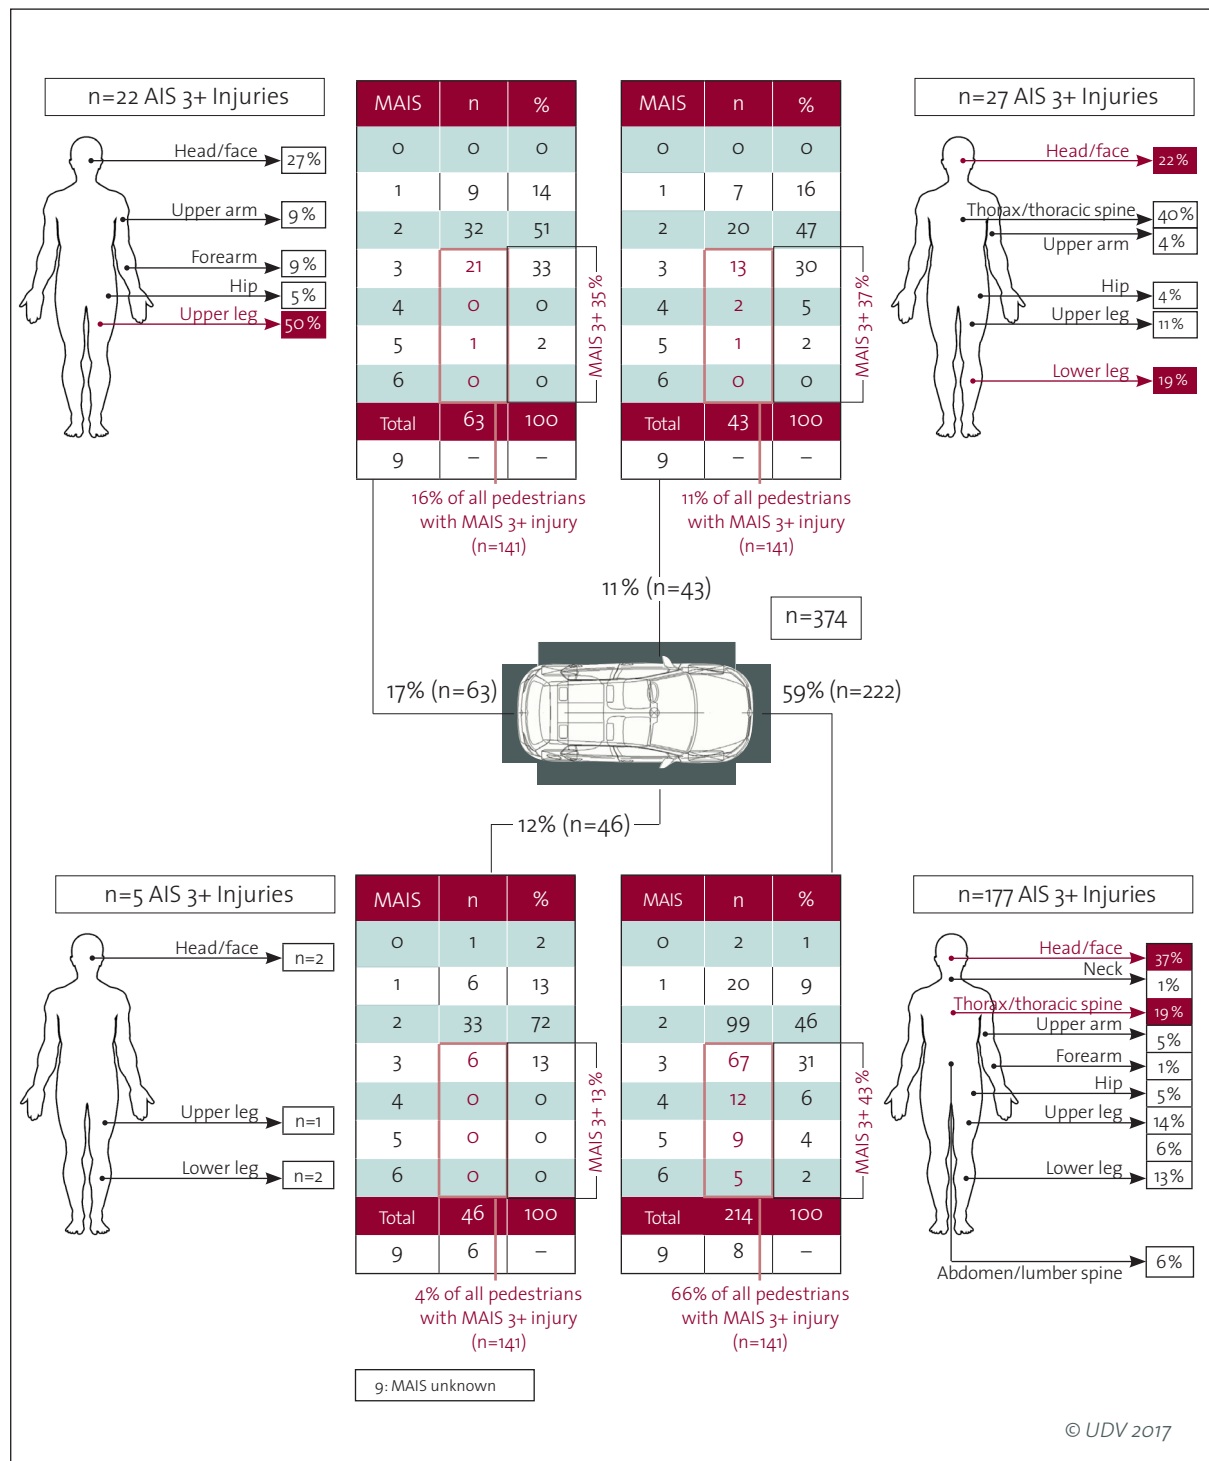 n=22 AIS 3+ Injuries
Head/face 27%
Upper arm 9%
Forearm 9%
Hip 5%
Upper leg 50%
MAIS n %
0 0 0
1 9 14
2 32 51
3 21 33
4 0 0
5 1 2
6 0 0
Total 63 100
9 – –
MAIS 3+ 35%
16% of all pedestrians
with MAIS 3+ injury
(n=141)
MAIS n %
0 0 0
1 7 16
2 20 47
3 13 30
4 2 5
5 1 2
6 0 0
Total 43 100
9 – –
MAIS 3+ 37%
11% of all pedestrians
with MAIS 3+ injury
(n=141)
n=27 AIS 3+ Injuries
Head/face 22%
Thorax/thoracic spine 40%
Upper arm 4%
Hip 4%
Upper leg 11%
Lower leg 19%
11% (n=43)
n=374
17% (n=63)
59% (n=222)
12% (n=46)
n=5 AIS 3+ Injuries
Head/face n=2
Upper leg n=1
Lower leg n=2
MAIS n %
0 1 2
1 6 13
2 33 72
3 6 13
4 0 0
5 0 0
6 0 0
Total 46 100
9 6 –
MAIS 3+ 13%
4% of all pedestrians
with MAIS 3+ injury
(n=141)
MAIS n %
0 2 1
1 20 9
2 99 46
3 67 31
4 12 6
5 9 4
6 5 2
Total 214 100
9 8 –
MAIS 3+ 43%
66% of all pedestrians
with MAIS 3+ injury
(n=141)
n=177 AIS 3+ Injuries
Head/face 37%
Neck 1%
Thorax/thoracic spine 19%
Upper arm 5%
Forearm 1%
Hip 5%
Upper leg 14%
6%
Lower leg 13%
Abdomen/lumber spine 6%
9: MAIS unknown
© UDV 2017